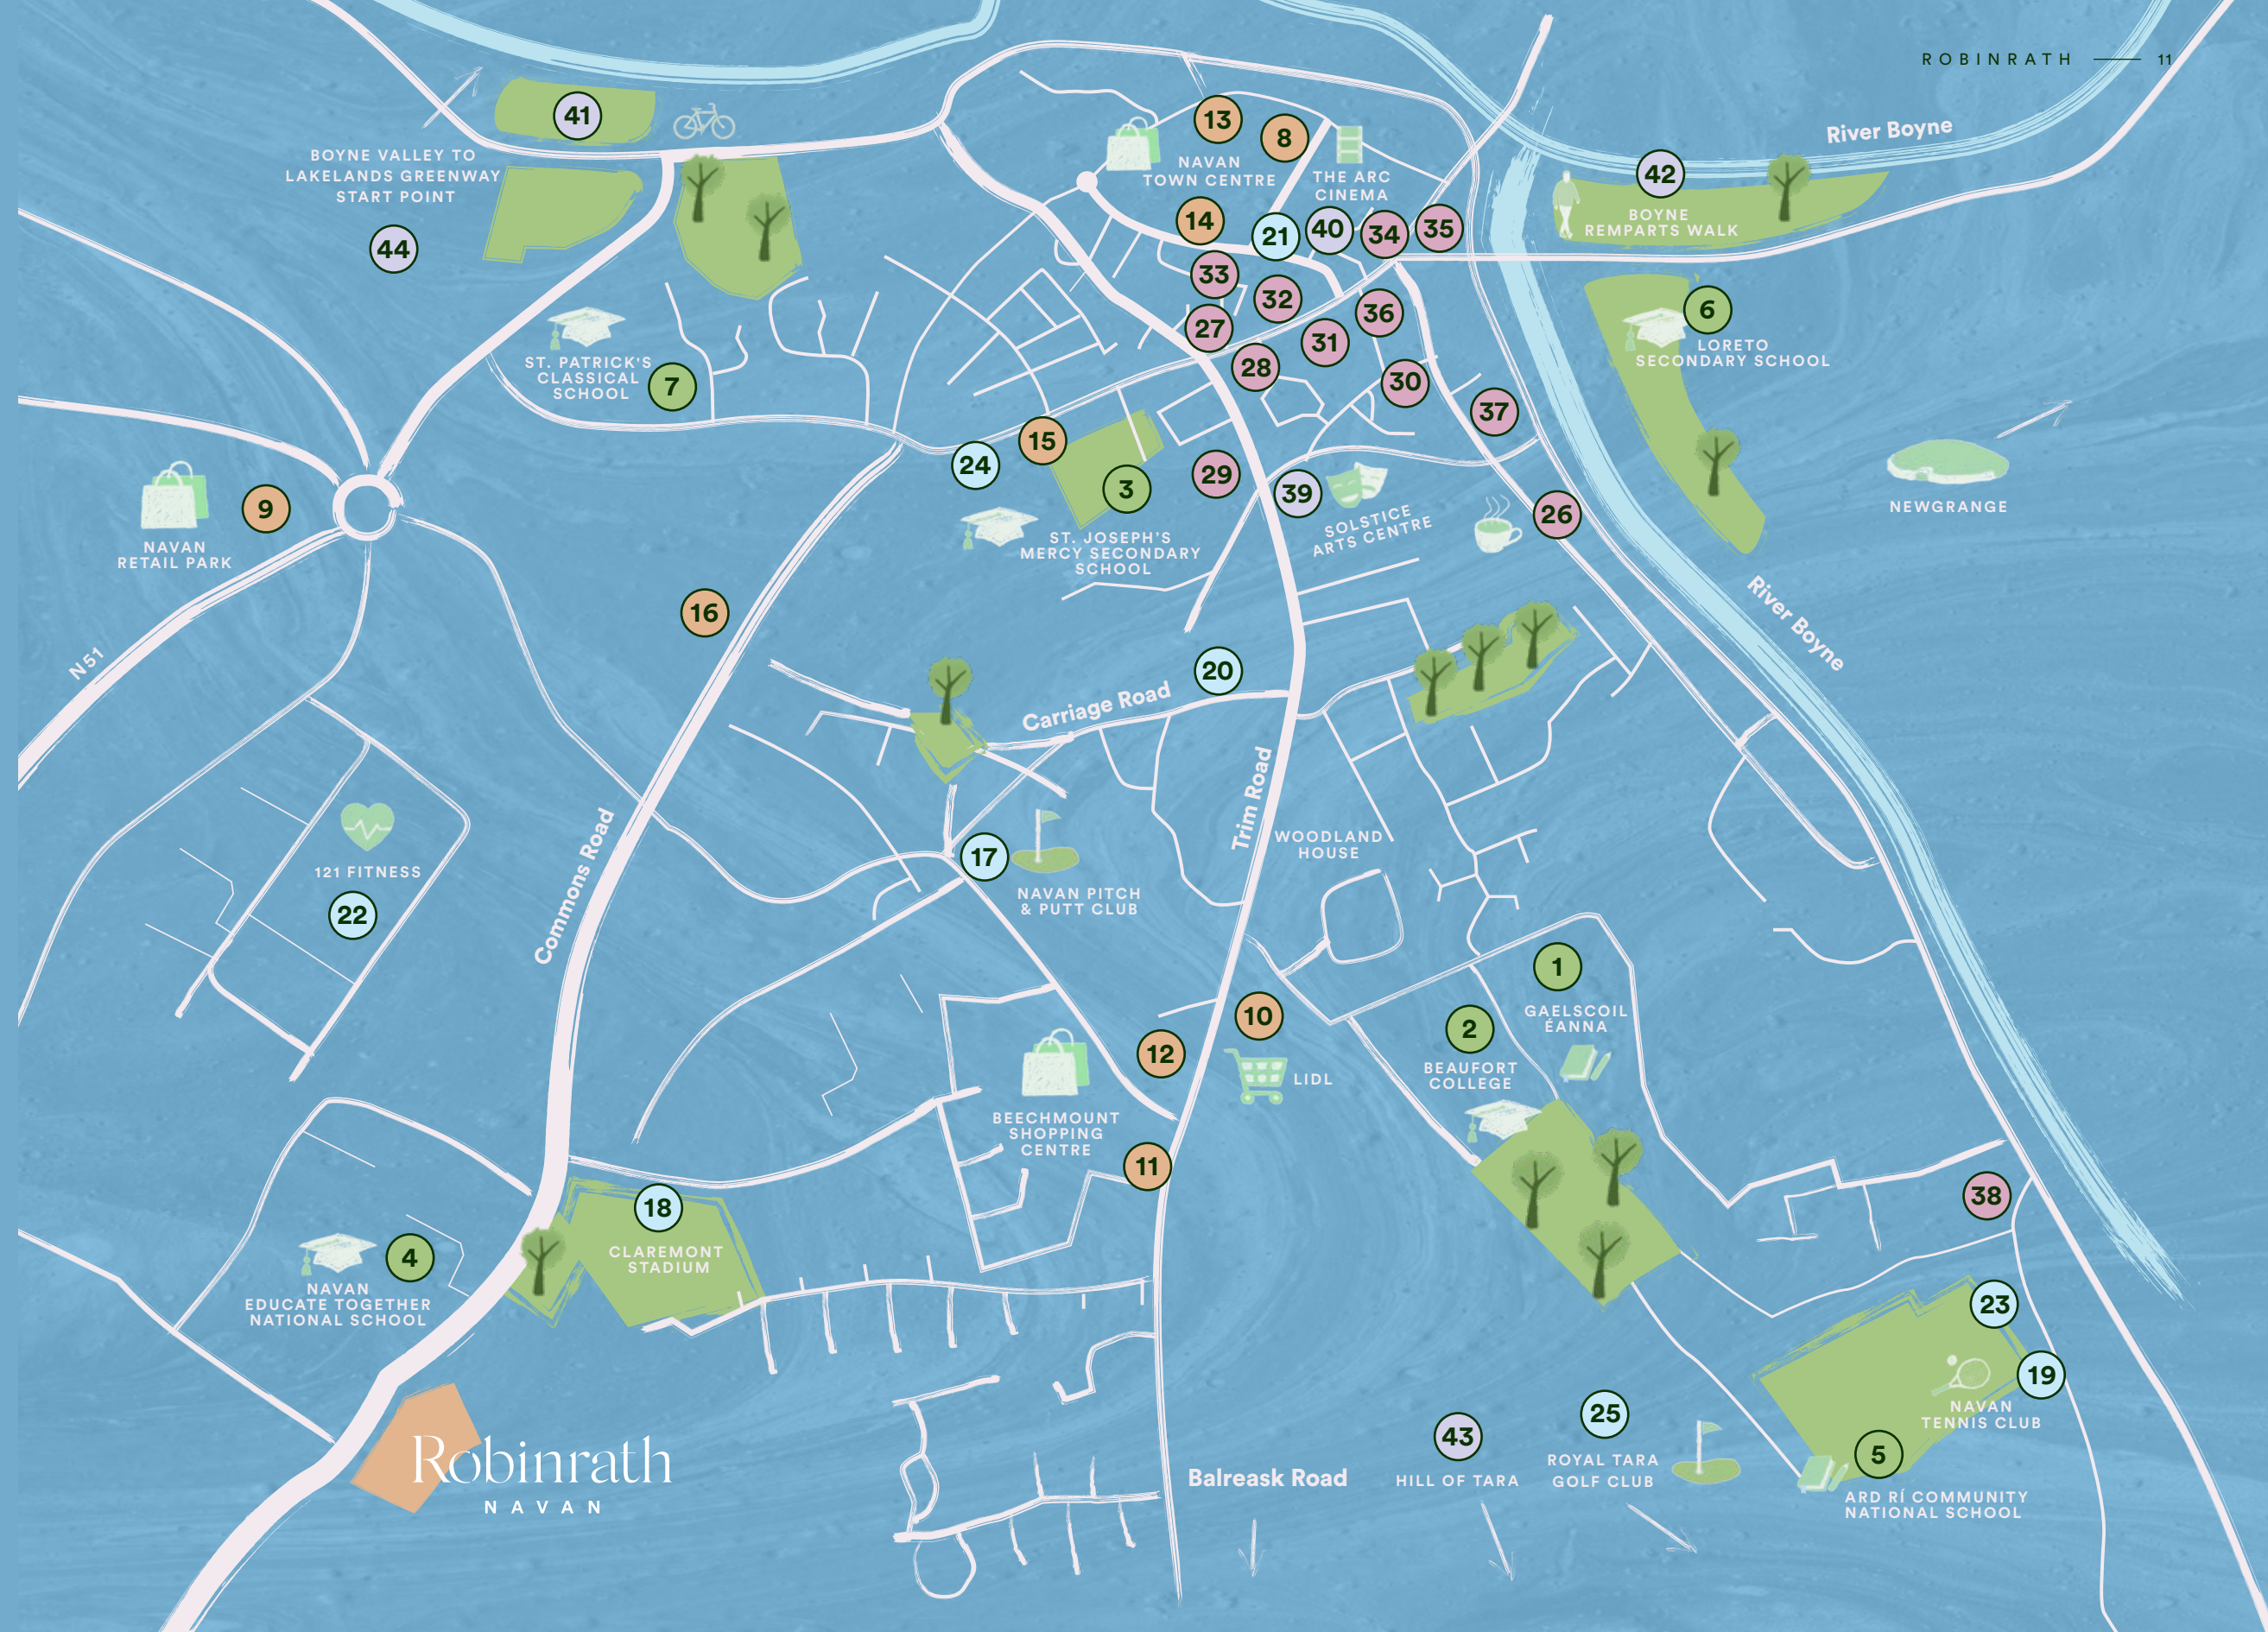 ROBINRATH 11
41
BOYNE VALLEY TO
LAKELANDS GREENWAY
START POINT
44
13
8
NAVAN
TOWN CENTRE
THE ARC
CINEMA
14
21
40
34
35
33
32
27
36
31
28
30
37
River Boyne
42
BOYNE
REMPARTS WALK
6
LORETO
SECONDARY SCHOOL
ST. PATRICK'S
CLASSICAL
SCHOOL
7
15
24
3
29
39
SOLSTICE
ARTS CENTRE
26
NEWGRANGE
9
NAVAN
RETAIL PARK
ST. JOSEPH'S
MERCY SECONDARY
SCHOOL
16
N51
River Boyne
20
Carriage Road
Trim Road
Commons Road
WOODLAND
HOUSE
121 FITNESS
22
17
NAVAN PITCH
& PUTT CLUB
1
GAELSCOIL
ÉANNA
2
BEAUFORT
COLLEGE
10
12
LIDL
BEECHMOUNT
SHOPPING
CENTRE
11
18
CLAREMONT
STADIUM
38
4
NAVAN
EDUCATE TOGETHER
NATIONAL SCHOOL
23
19
NAVAN
TENNIS CLUB
25
ROYAL TARA
GOLF CLUB
43
HILL OF TARA
5
ARD RÍ COMMUNITY
NATIONAL SCHOOL
Balreask Road
Robinrath
NAVAN